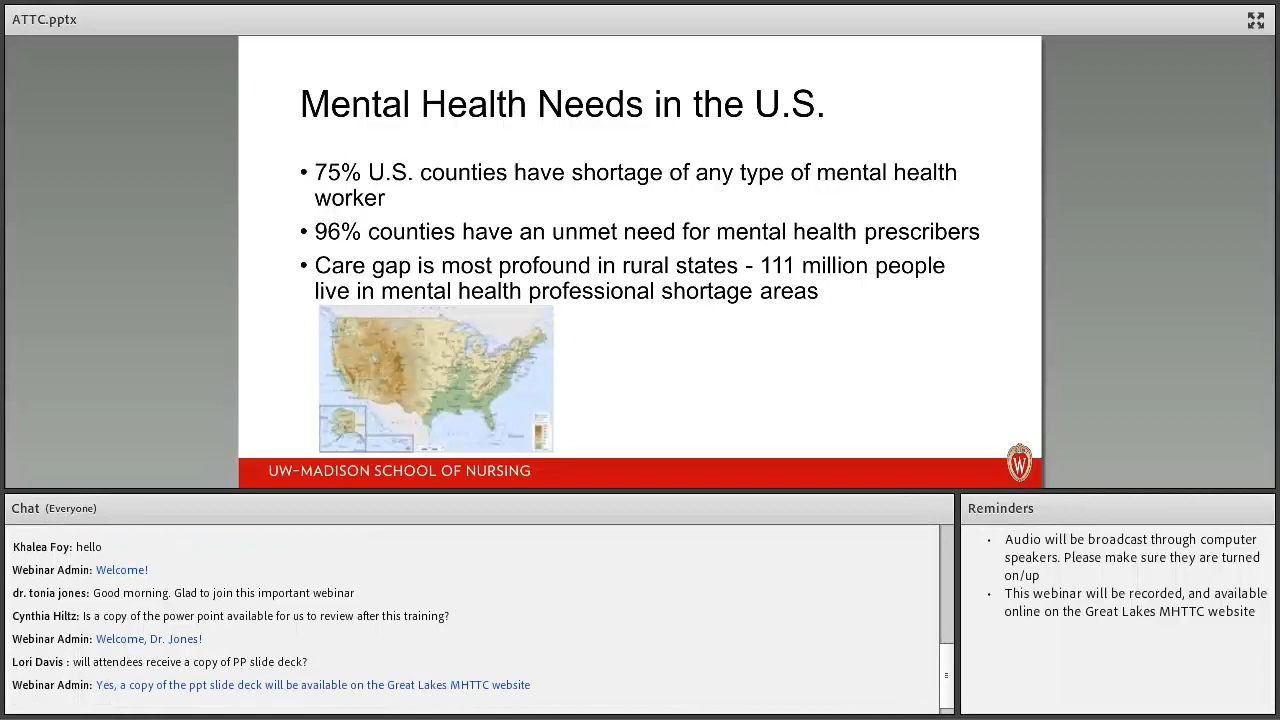 ATTC.pptx
Mental Health Needs in the U.S.
• 75% U.S. counties have shortage of any type of mental health
worker
• 96% counties have an unmet need for mental health prescribers
• Care gap is most profound in rural states - 111 million people
live in mental health professional shortage areas
UW-MADISON SCHOOL OF NURSING
W
Chat (Everyone)
Khalea Foy: hello
Webinar Admin: Welcome!
dr. tonia jones: Good morning. Glad to join this important webinar
Cynthia Hiltz: Is a copy of the power point available for us to review after this training?
Webinar Admin: Welcome, Dr. Jones!
Lori Davis : will attendees receive a copy of PP slide deck?
Webinar Admin: Yes, a copy of the ppt slide deck will be available on the Great Lakes MHTTC website
Reminders
• Audio will be broadcast through computer
speakers. Please make sure they are turned
on/up
• This webinar will be recorded, and available
online on the Great Lakes MHTTC website